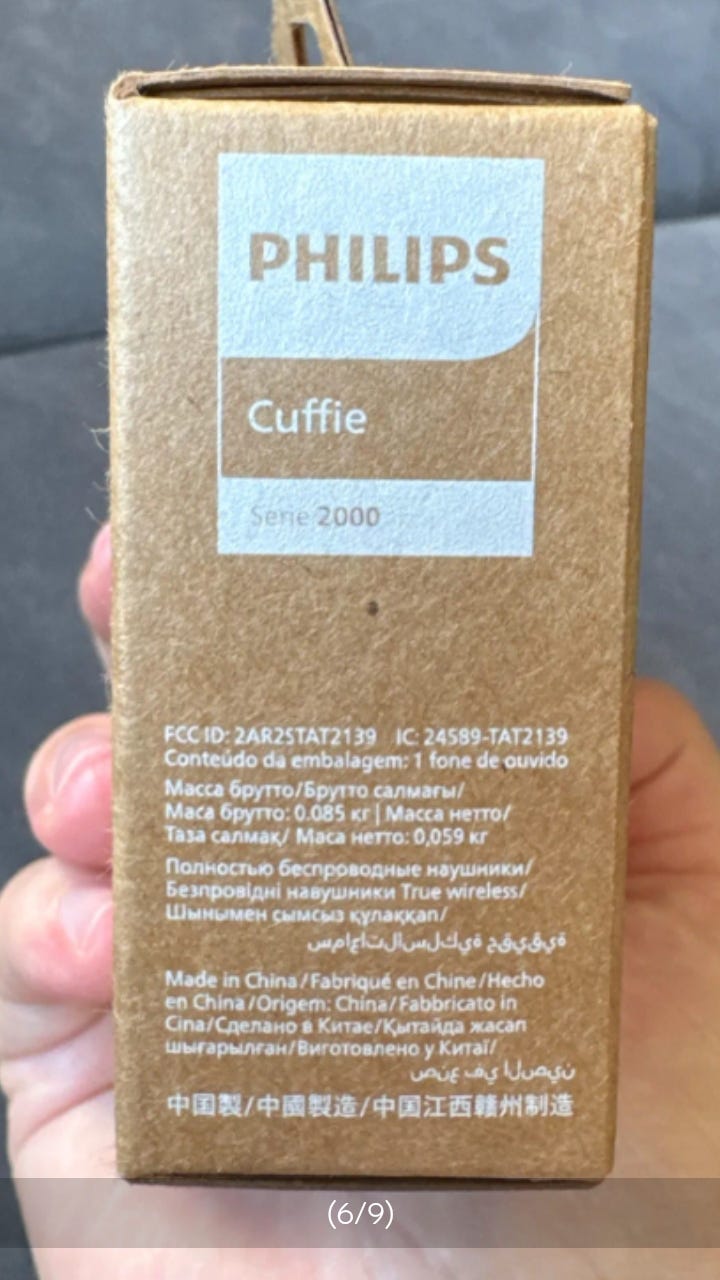 PHILIPS
Cuffie
Serie 2000
FCC ID: 2AR2STAT2139 IC: 24589-TAT2139
Conteúdo da embalagem: 1 fone de ouvido
Масса брутто/Брутто салмағы/
Маса брутто: 0.085 кг | Масса нетто/
Таза салмақ/ Маса нетто: 0,059 кг
Полностью беспроводные наушники/
Безпровідні навушники True wireless/
Шынымен сымсыз құлаққап/
سماعات لاسلكية حقيقية
Made in China/Fabriqué en Chine/Hecho
en China/Origem: China/Fabbricato in
Cina/Сделано в Китае/Қытайда жасап
шығарылған/Виготовлено у Китаї/
صنع في الصين
中国製/中國製造/中国江西赣州制造
(6/9)